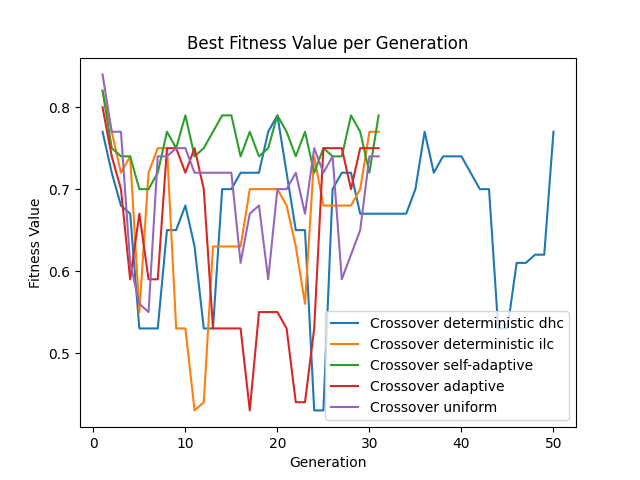 Best Fitness Value per Generation
Fitness Value
0.8
0.7
0.6
0.5
0
10
20
30
40
50
Generation
Crossover deterministic dhc
Crossover deterministic ilc
Crossover self-adaptive
Crossover adaptive
Crossover uniform